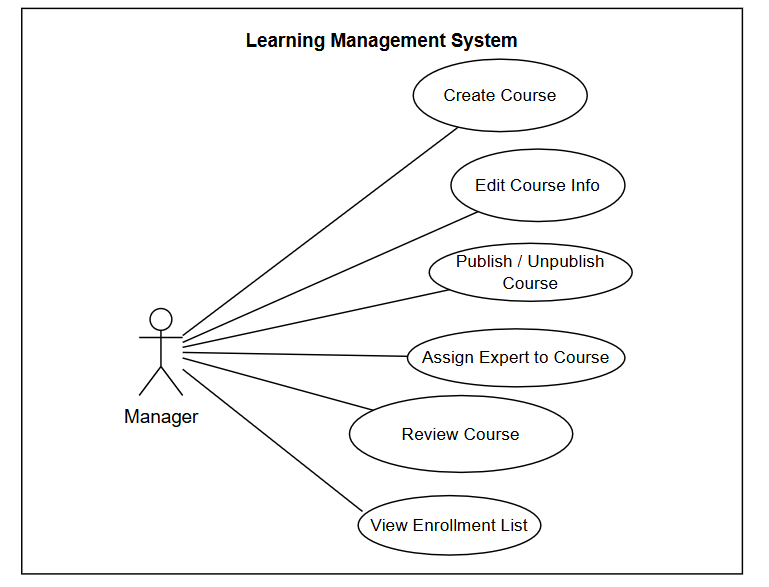 Learning Management System
Create Course
Edit Course Info
Publish / Unpublish
Course
Assign Expert to Course
Manager
Review Course
View Enrollment List